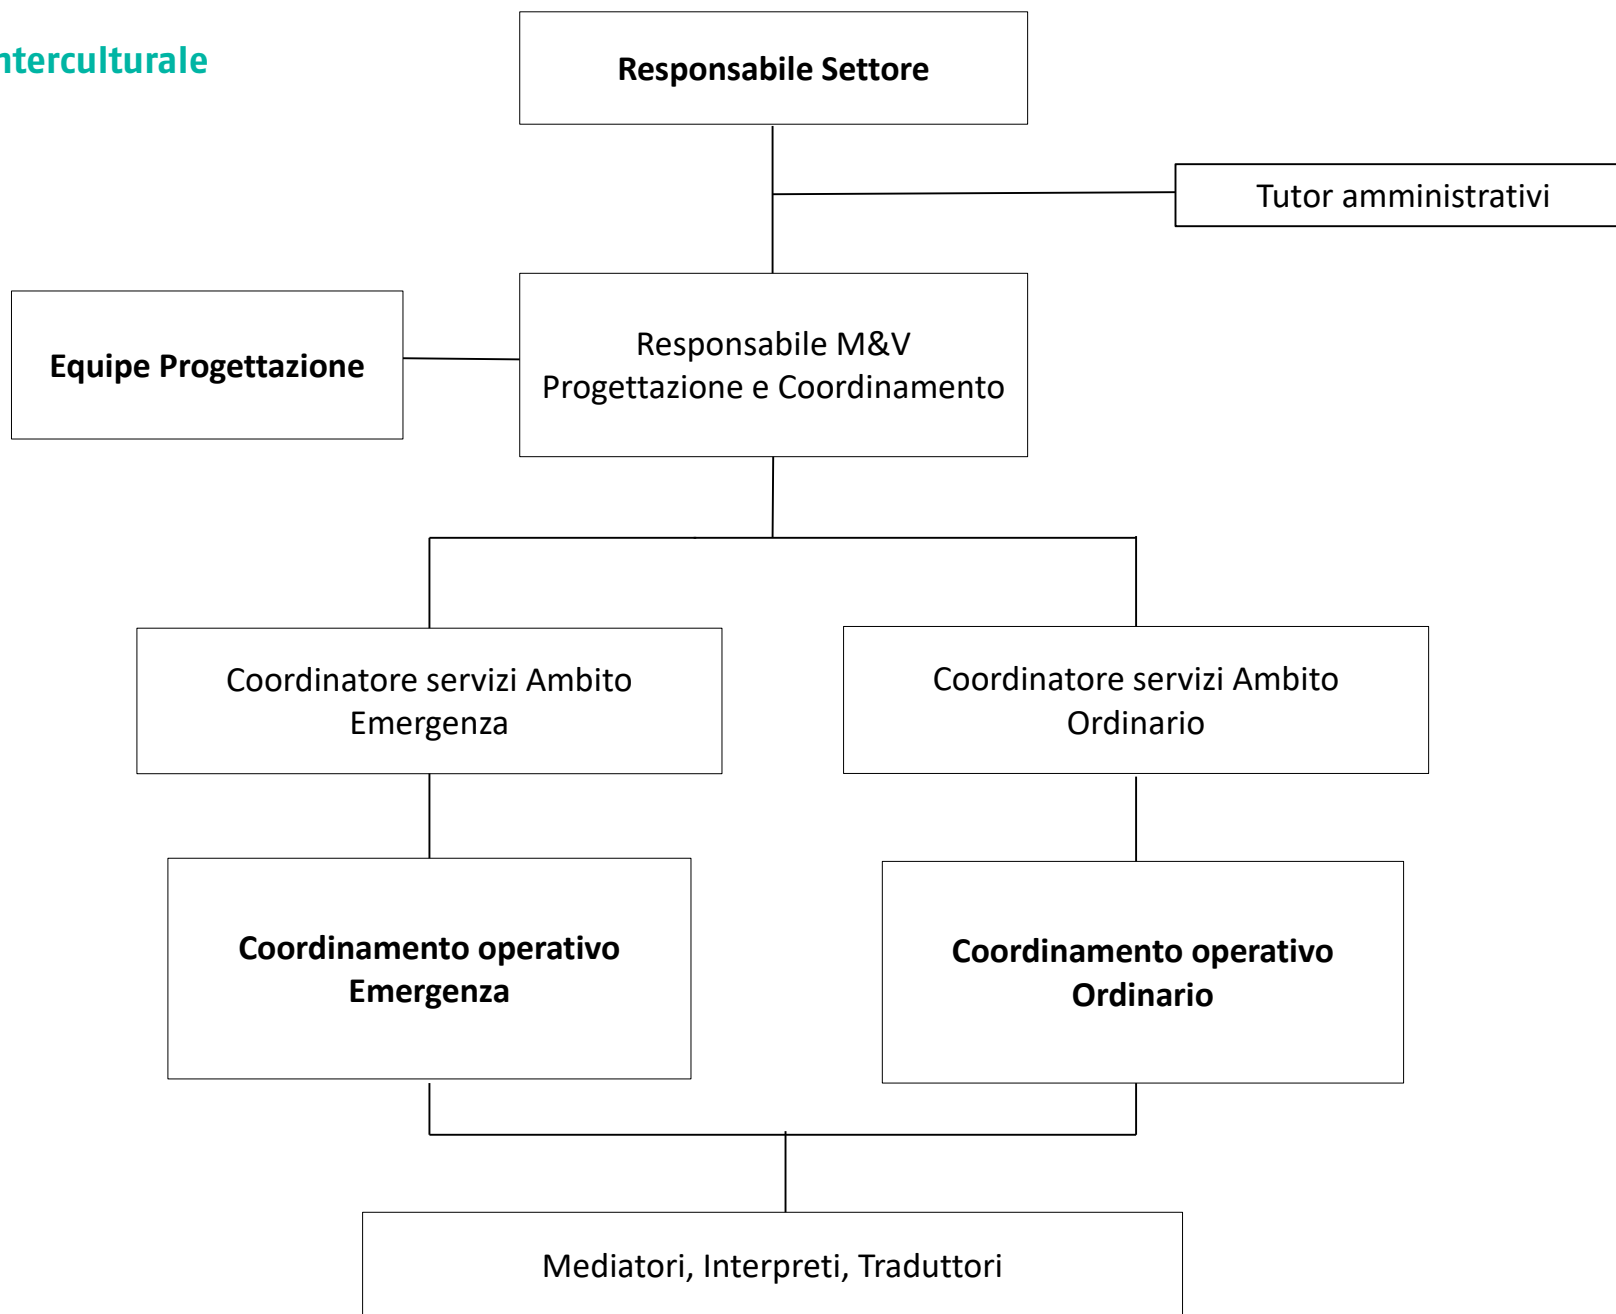 nterculturale
Responsabile Settore
Tutor amministrativi
Equipe Progettazione
Responsabile M&V
Progettazione e Coordinamento
Coordinatore servizi Ambito
Emergenza
Coordinatore servizi Ambito
Ordinario
Coordinamento operativo
Emergenza
Coordinamento operativo
Ordinario
Mediatori, Interpreti, Traduttori